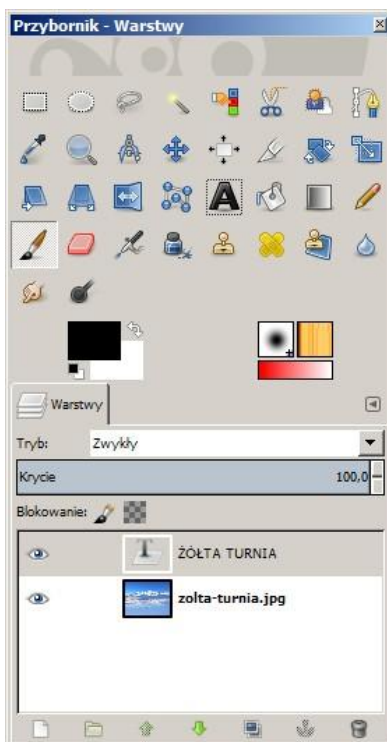 Przybornik - Warstwy
Warstwy
Tryb: Zwykły
Krycie 100,0
Blokowanie:
ŻÓŁTA TURNIA
zolta-turnia.jpg